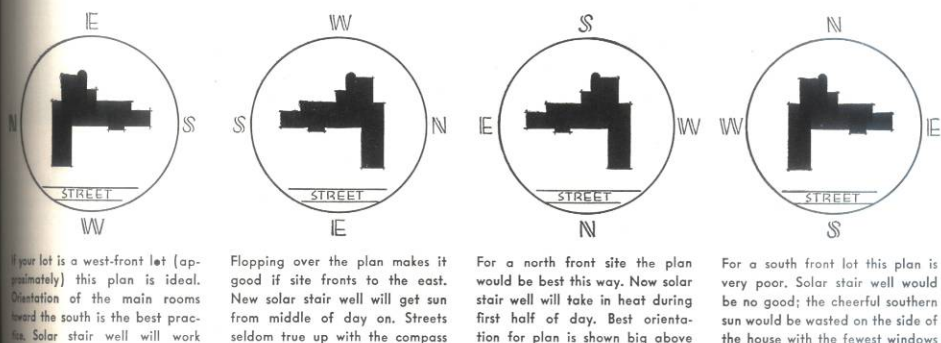 E
N
S
STREET
W
If your lot is a west-front lot (ap-
proximately) this plan is ideal.
Orientation of the main rooms
toward the south is the best prac-
Solar stair well will work
W
S
N
STREET
E
Flopping over the plan makes it
good if site fronts to the east.
New solar stair well will get sun
from middle of day on. Streets
seldom true up with the compass
S
E
W
STREET
N
For a north front site the plan
would be best this way. Now solar
stair well will take in heat during
first half of day. Best orienta-
tion for plan is shown big above
N
W
E
STREET
S
For a south front lot this plan is
very poor. Solar stair well would
be no good; the cheerful southern
sun would be wasted on the side of
the house with the fewest windows